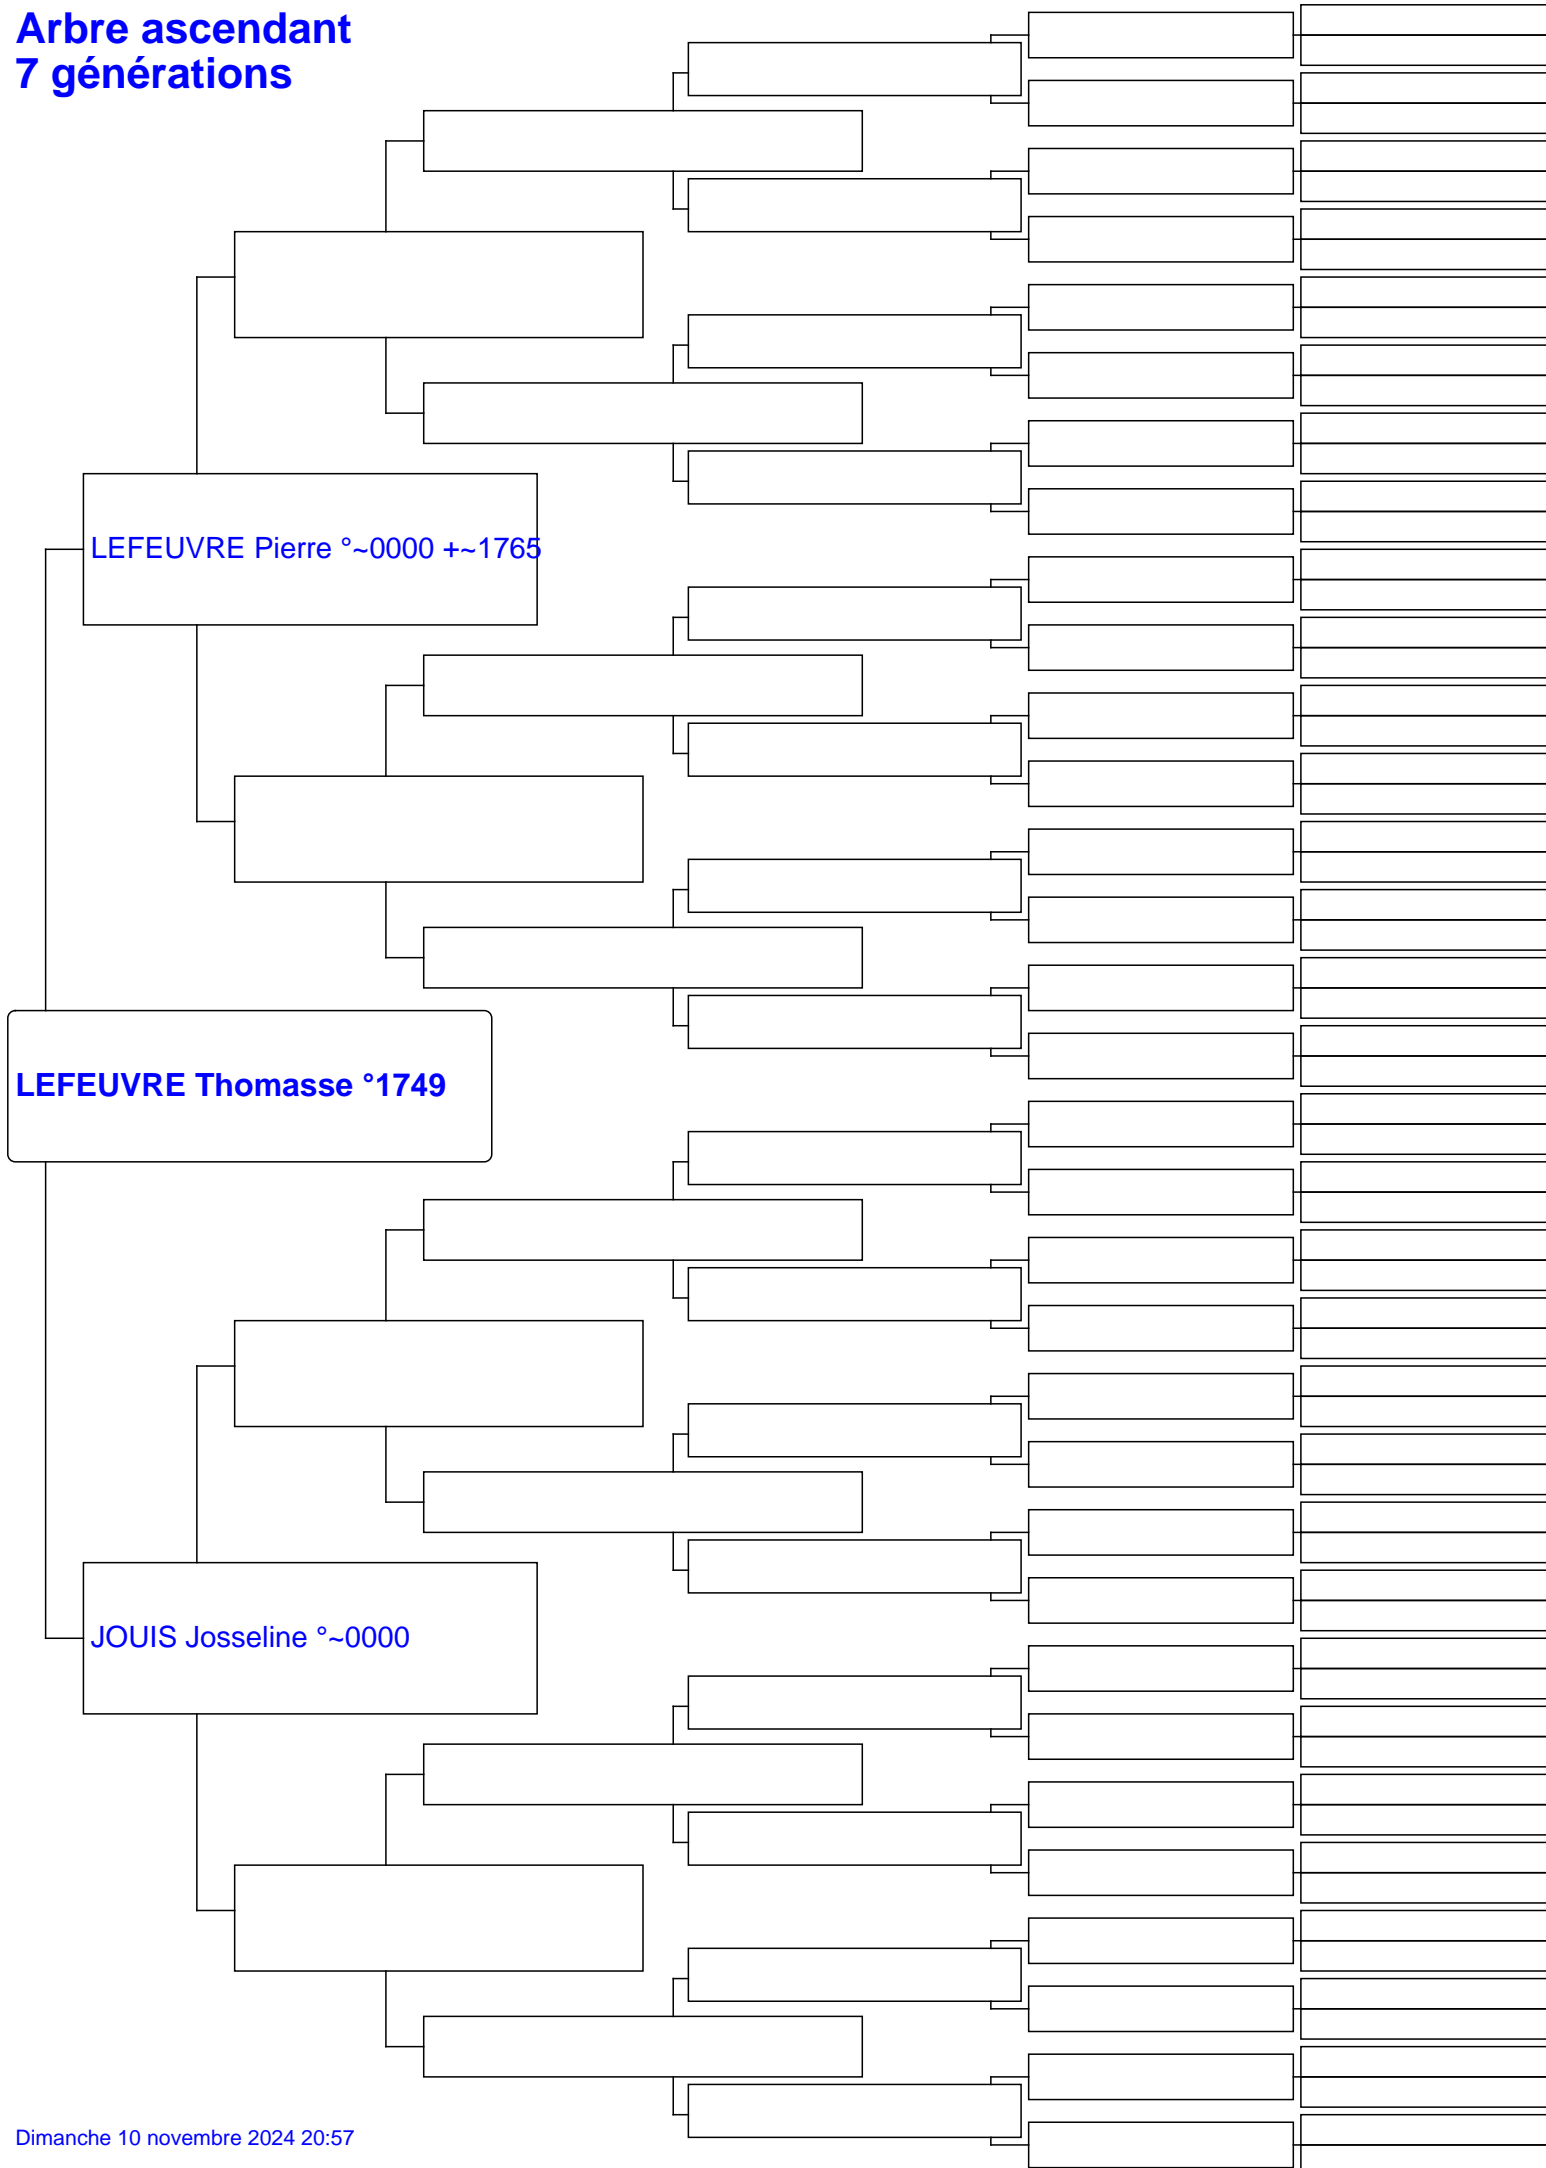 Arbre ascendant
7 générations
LEFEUVRE Pierre °~0000 +~1765
LEFEUVRE Thomasse °1749
JOUIS Josseline °~0000
Dimanche 10 novembre 2024 20:57